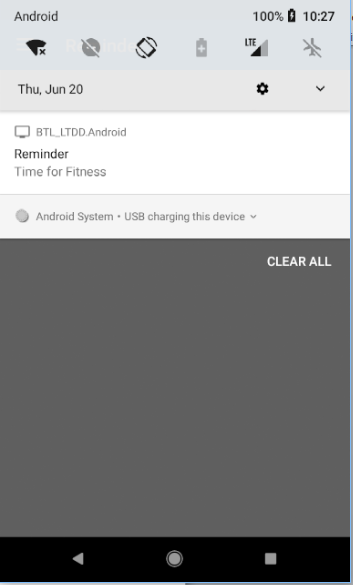 Android 100% 10:27
LTE
Thu, Jun 20
BTL_LTDD.Android
Reminder
Time for Fitness
Android System • USB charging this device
CLEAR ALL